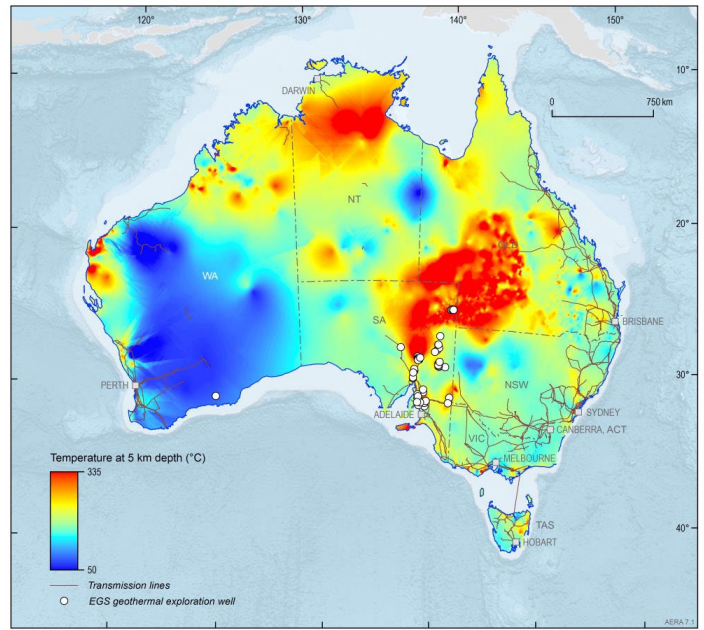 120° 130° 140° 150°
10°
DARWIN
0 750 km
NT
20°
QLD
WA
SA
BRISBANE
30°
NSW
PERTH
ADELAIDE
SYDNEY
CANBERRA, ACT
VIC
Temperature at 5 km depth (°C)
MELBOURNE
335
50
40°
TAS
HOBART
Transmission lines
EGS geothermal exploration well
AERA 7.1